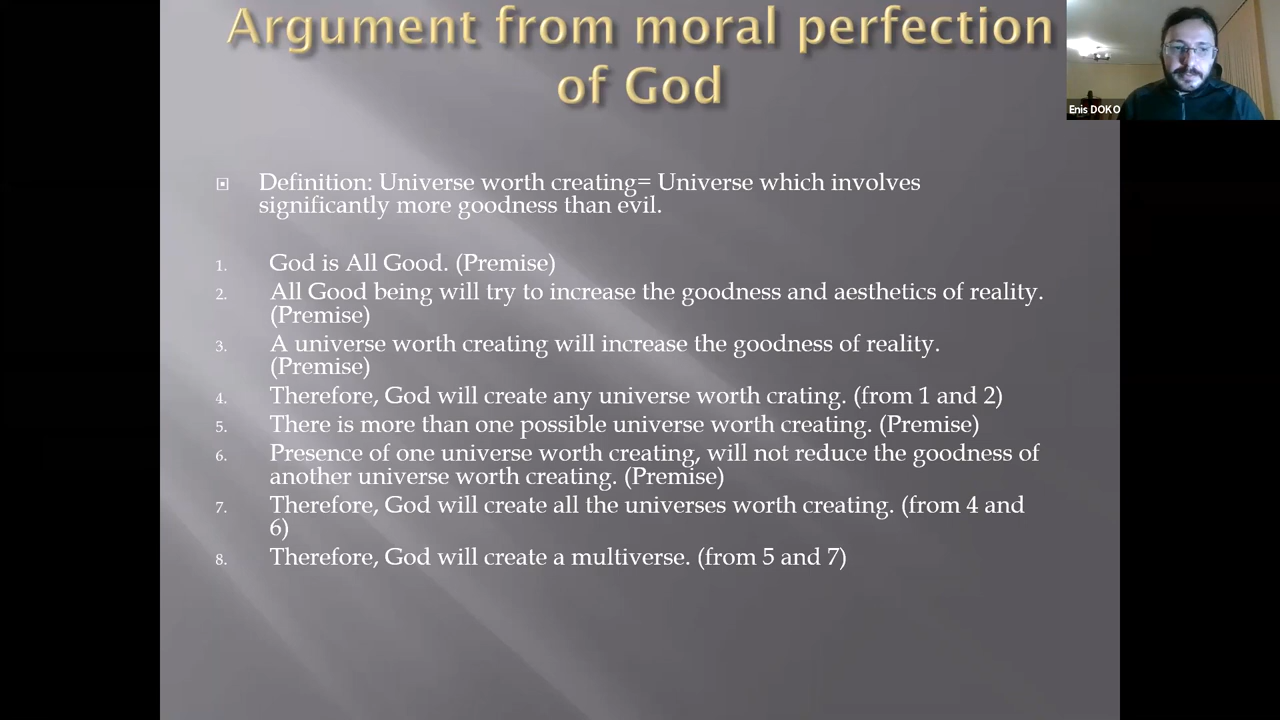 Argument from moral perfection
of God
Enis DOKO
Definition: Universe worth creating= Universe which involves
significantly more goodness than evil.
1. God is All Good. (Premise)
2. All Good being will try to increase the goodness and aesthetics of reality.
(Premise)
3. A universe worth creating will increase the goodness of reality.
(Premise)
4. Therefore, God will create any universe worth crating. (from 1 and 2)
5. There is more than one possible universe worth creating. (Premise)
6. Presence of one universe worth creating, will not reduce the goodness of
another universe worth creating. (Premise)
7. Therefore, God will create all the universes worth creating. (from 4 and
6)
8. Therefore, God will create a multiverse. (from 5 and 7)